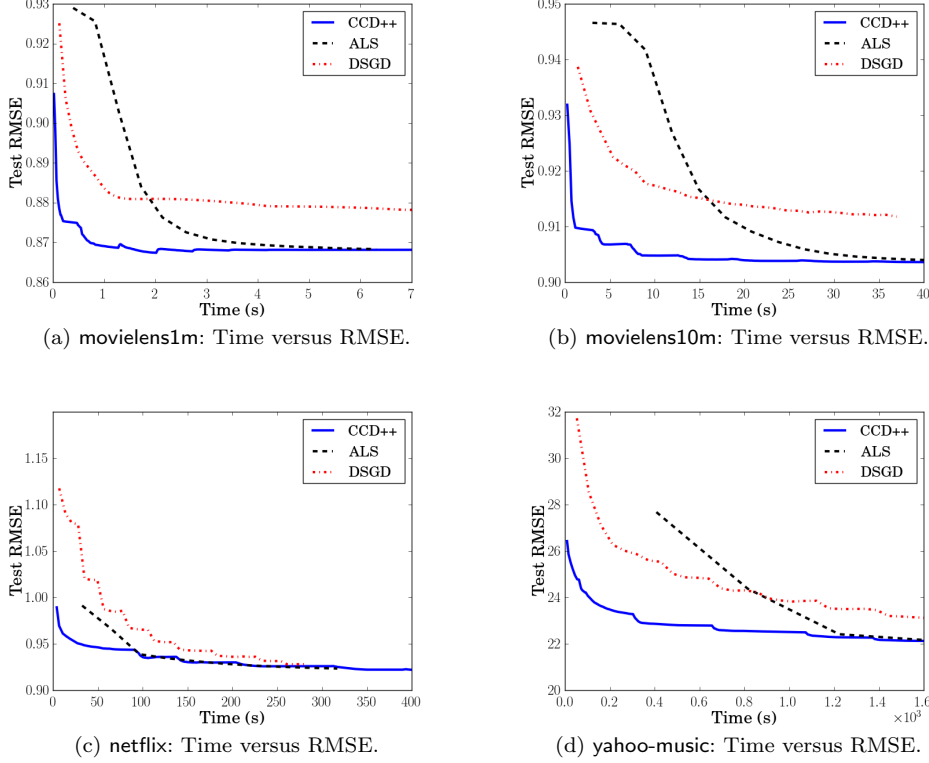 0.93
0.92
0.91
0.90
0.89
0.88
0.87
0.86
Test RMSE
0 1 2 3 4 5 6 7
Time (s)
CCD++
ALS
DSGD
(a) movielens1m: Time versus RMSE.
0.95
0.94
0.93
0.92
0.91
0.90
Test RMSE
0 5 10 15 20 25 30 35 40
Time (s)
CCD++
ALS
DSGD
(b) movielens10m: Time versus RMSE.
1.15
1.10
1.05
1.00
0.95
0.90
Test RMSE
0 50 100 150 200 250 300 350 400
Time (s)
CCD++
ALS
DSGD
(c) netflix: Time versus RMSE.
32
30
28
26
24
22
20
Test RMSE
0.0 0.2 0.4 0.6 0.8 1.0 1.2 1.4 1.6
Time (s)
×10³
CCD++
ALS
DSGD
(d) yahoo-music: Time versus RMSE.